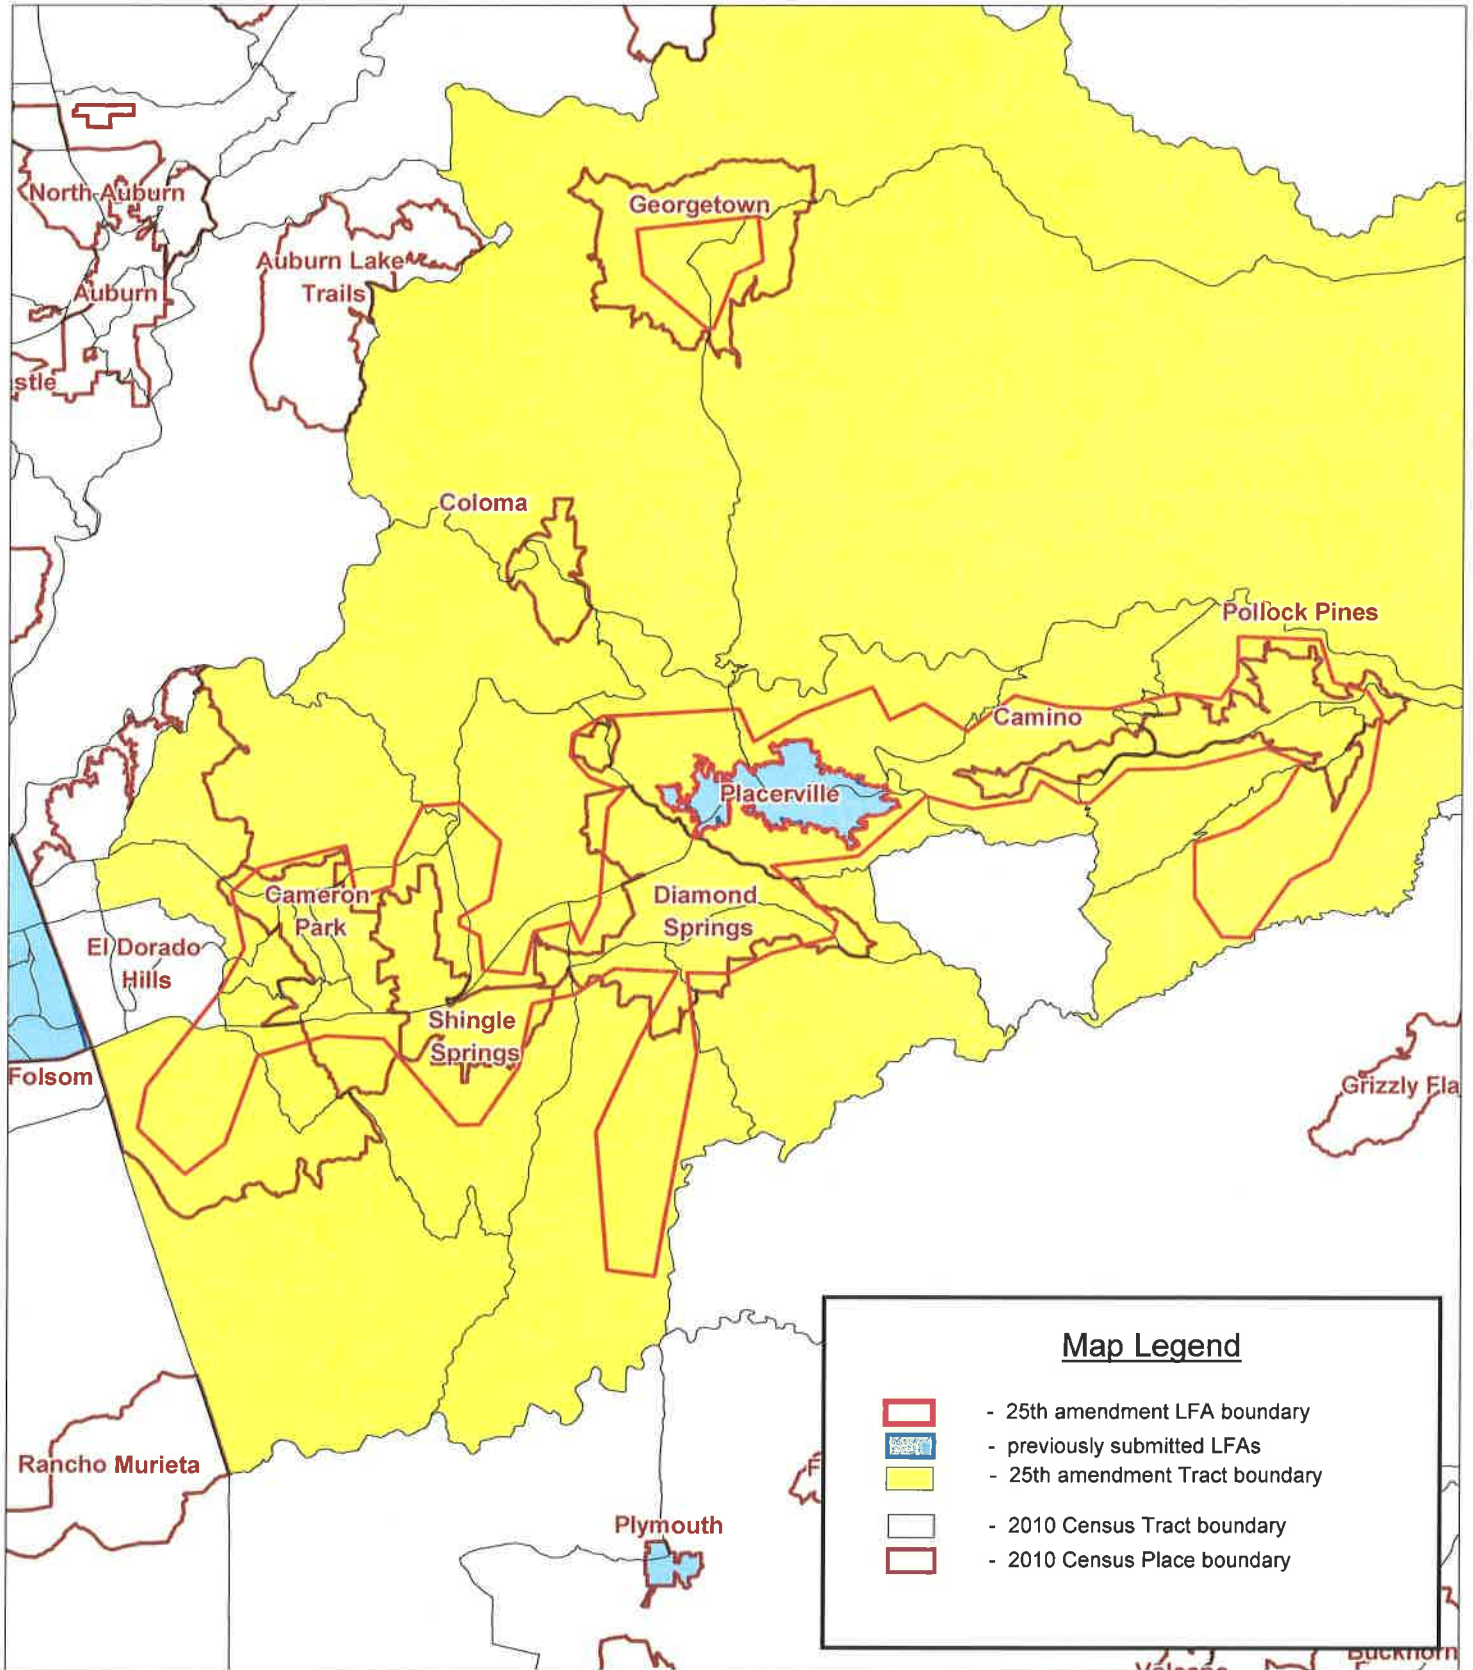 North Auburn
Georgetown
Auburn Lake
Trails
Auburn
stle
Coloma
Pollock Pines
Camino
Placerville
Cameron
Park
Diamond
Springs
El Dorado
Hills
Shingle
Springs
Folsom
Grizzly Fla
Map Legend
- 25th amendment LFA boundary
- previously submitted LFAs
- 25th amendment Tract boundary
- 2010 Census Tract boundary
- 2010 Census Place boundary
Rancho Murieta
F
Plymouth
Buckhorn